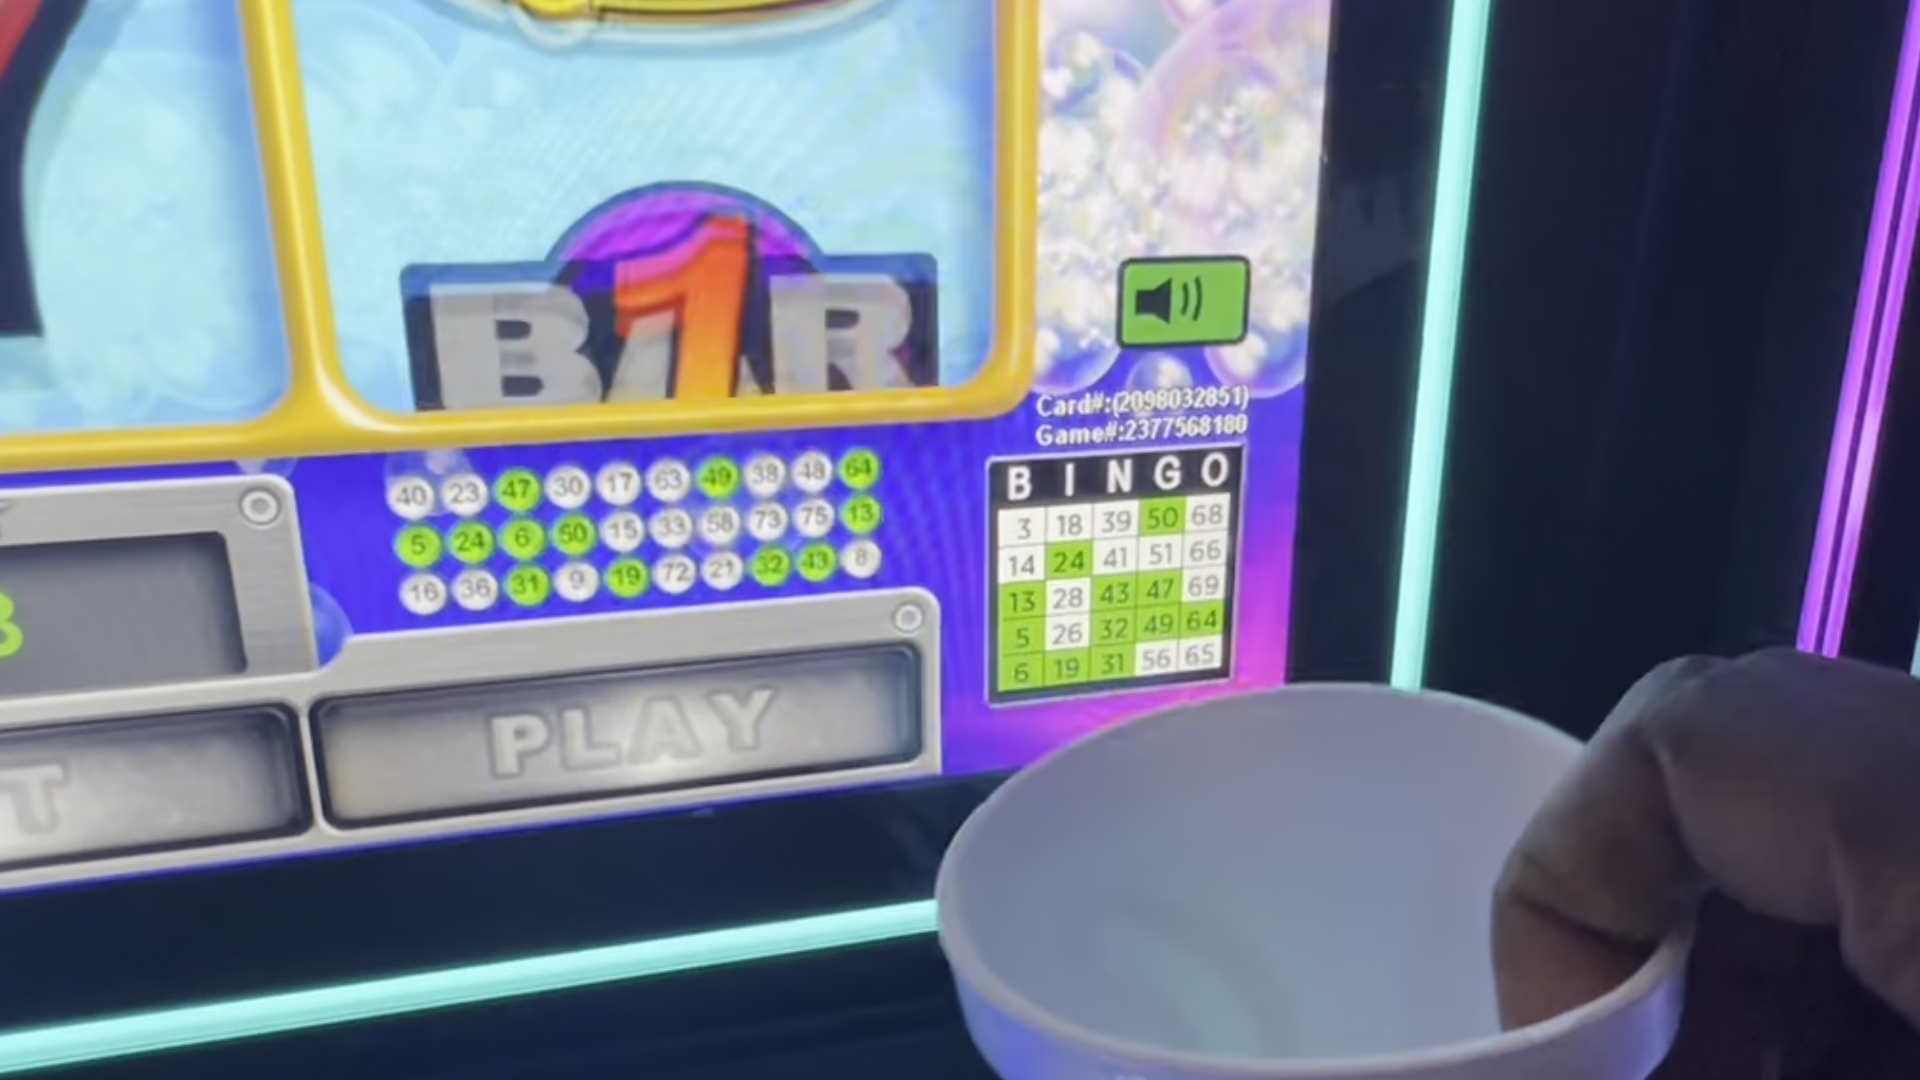 BAR
1
Card#:(2098032851)
Game#:2377568180
40 23 47 30 17 63 49 38 48 64
5 24 6 50 15 33 58 73 75 13
16 36 31 9 19 72 21 32 43 8
B I N G O
3 18 39 50 68
14 24 41 51 66
13 28 43 47 69
5 26 32 49 64
6 19 31 56 65
PLAY